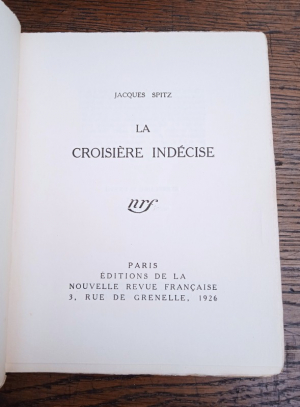 JACQUES SPITZ
LA
CROISIÈRE INDÉCISE
nrf
PARIS
ÉDITIONS DE LA
NOUVELLE REVUE FRANÇAISE
3, RUE DE GRENELLE, 1926